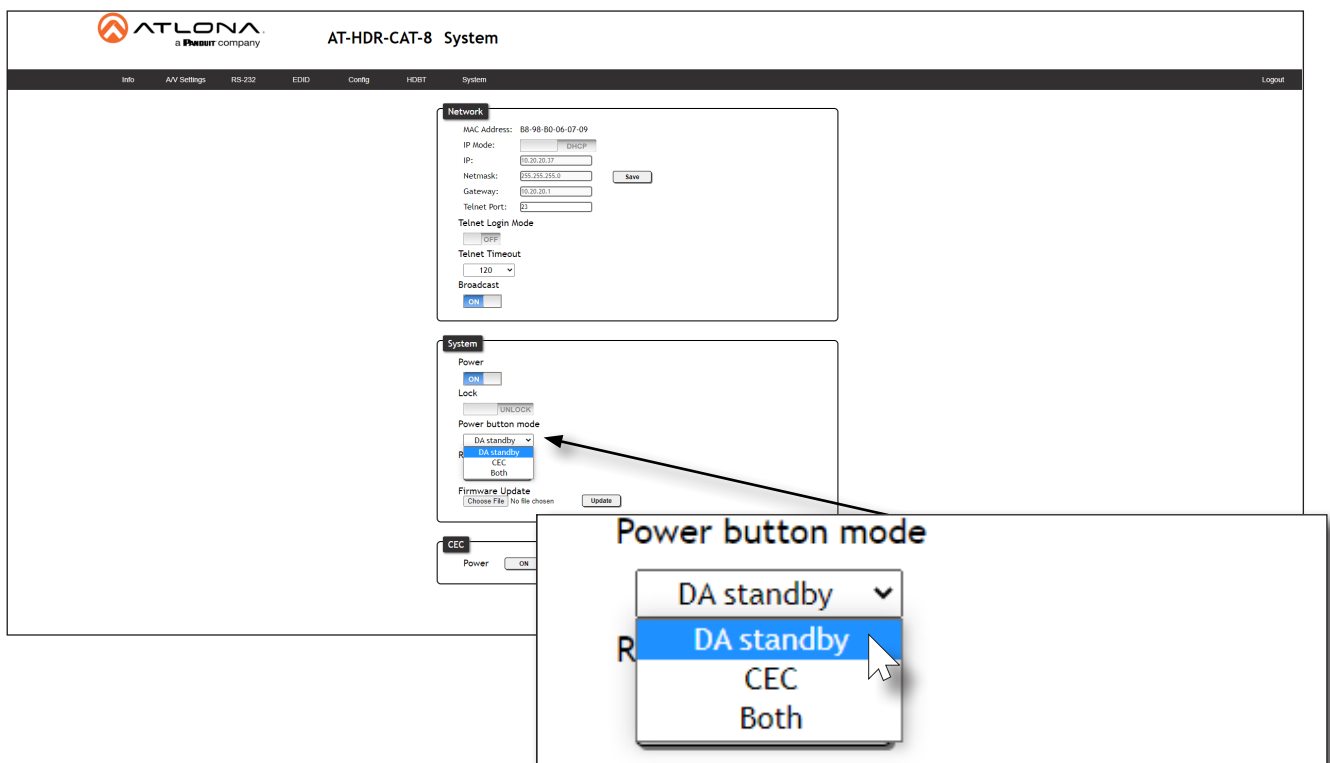 ATLONA.
a PANDUIT company
AT-HDR-CAT-8 System
Info A/V Settings RS-232 EDID Config HDBT System Logout
Network
MAC Address: B8-98-B0-06-07-09
IP Mode: DHCP
IP: 10.20.20.37
Netmask: 255.255.255.0 Save
Gateway: 10.20.20.1
Telnet Port: 23
Telnet Login Mode
OFF
Telnet Timeout
120
Broadcast
ON
System
Power
ON
Lock
UNLOCK
Power button mode
DA standby
R DA standby
CEC
Both
Firmware Update
Choose File No file chosen Update
CEC
Power ON
Power button mode
DA standby
R DA standby
CEC
Both